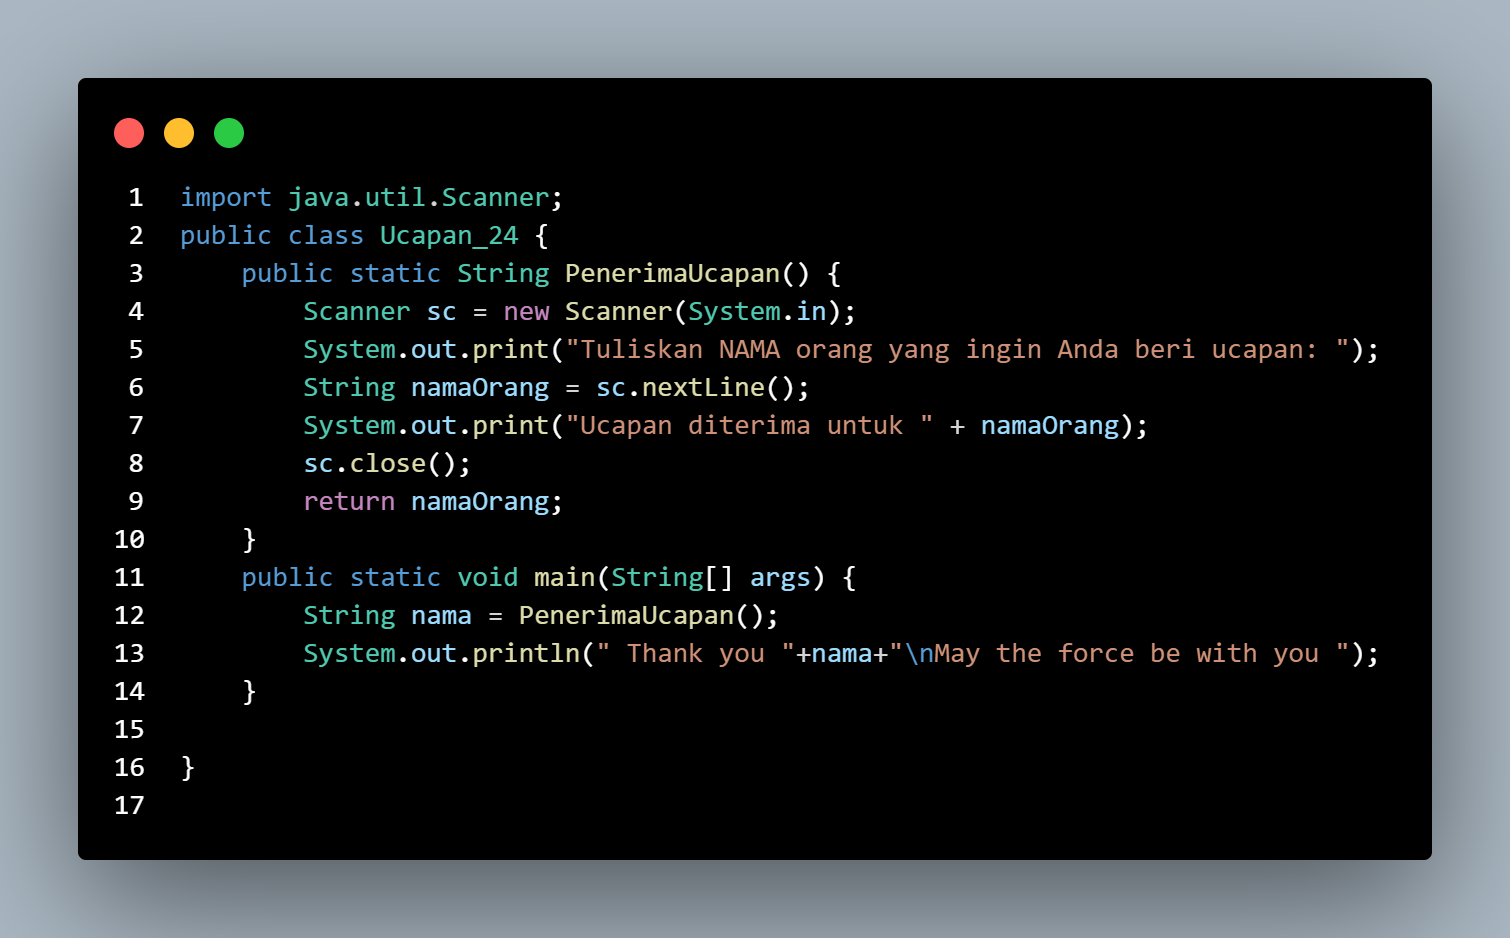 1 import java.util.Scanner;
2 public class Ucapan_24 {
3     public static String PenerimaUcapan() {
4         Scanner sc = new Scanner(System.in);
5         System.out.print("Tuliskan NAMA orang yang ingin Anda beri ucapan: ");
6         String namaOrang = sc.nextLine();
7         System.out.print("Ucapan diterima untuk " + namaOrang);
8         sc.close();
9         return namaOrang;
10     }
11     public static void main(String[] args) {
12         String nama = PenerimaUcapan();
13         System.out.println(" Thank you "+nama+"\nMay the force be with you ");
14     }
15
16 }
17